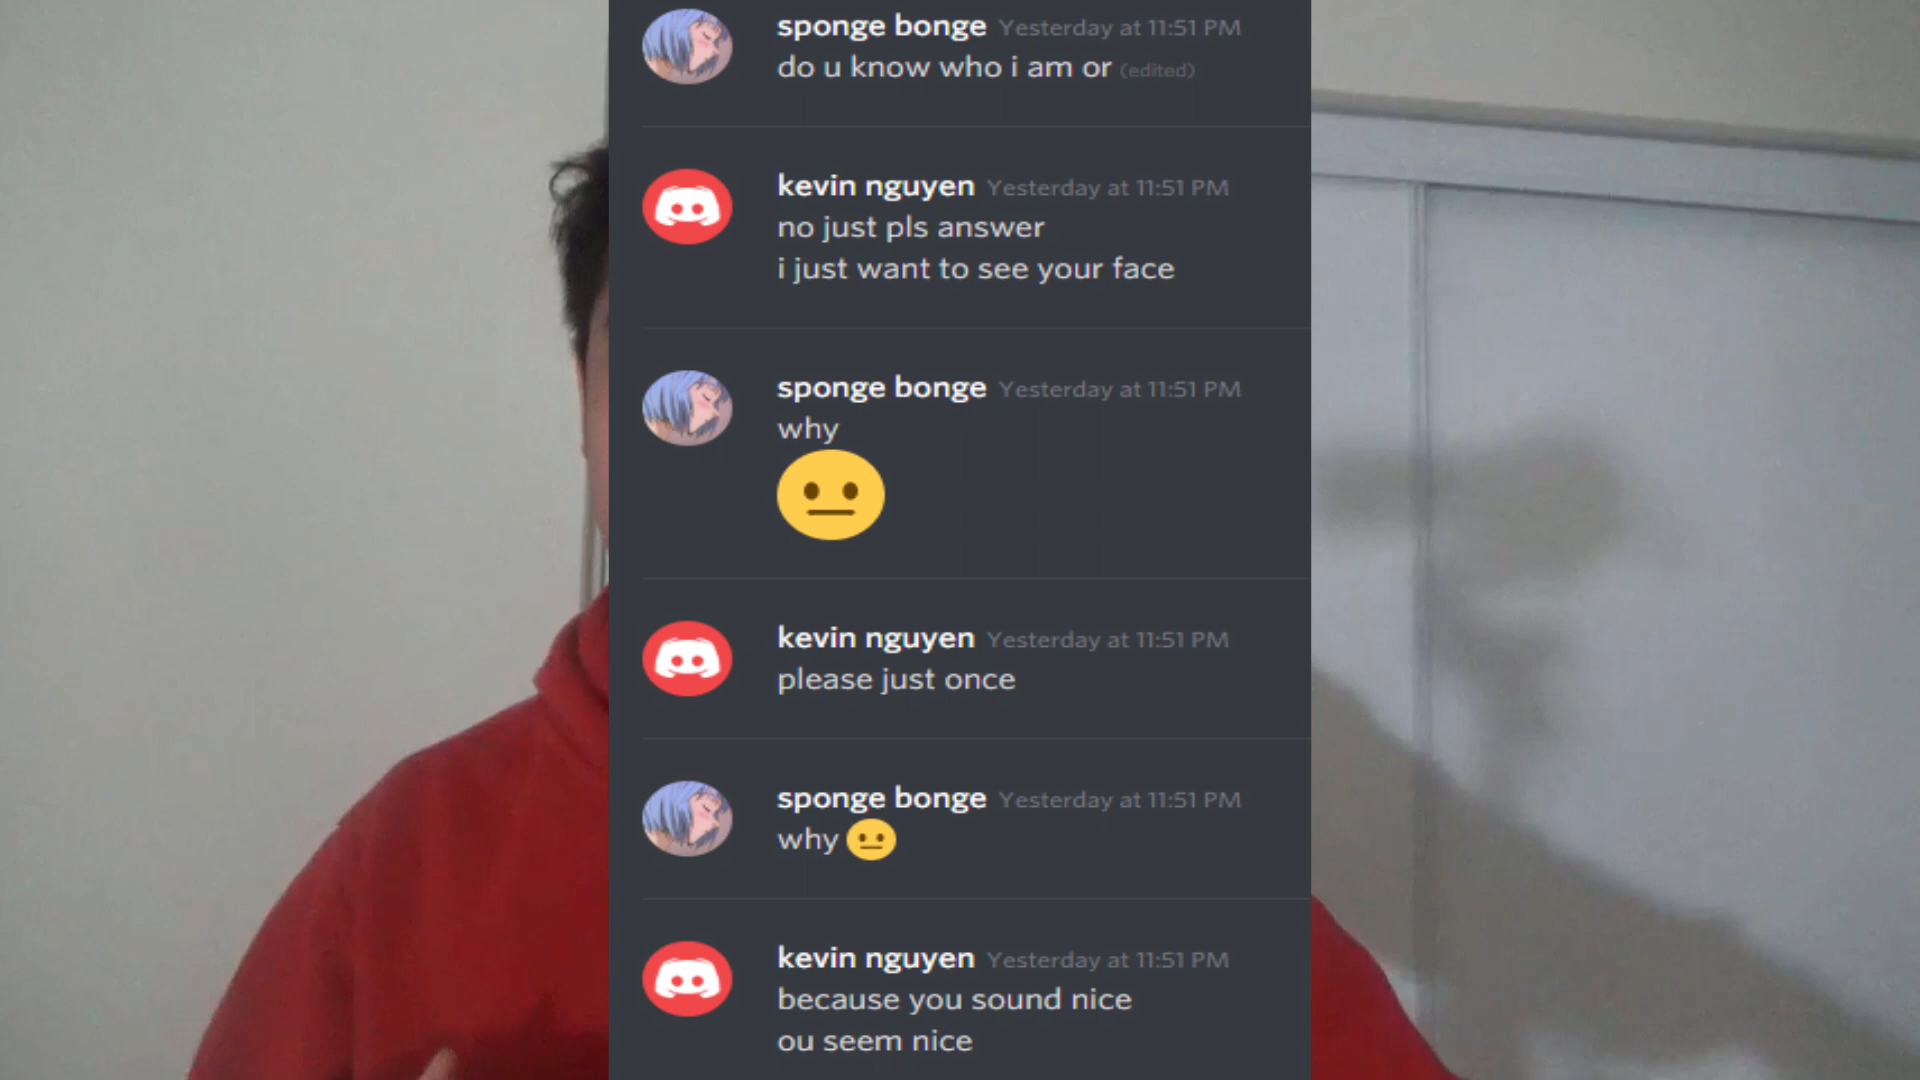 sponge bonge Yesterday at 11:51 PM
do u know who i am or (edited)
kevin nguyen Yesterday at 11:51 PM
no just pls answer
i just want to see your face
sponge bonge Yesterday at 11:51 PM
why
😐
kevin nguyen Yesterday at 11:51 PM
please just once
sponge bonge Yesterday at 11:51 PM
why 😐
kevin nguyen Yesterday at 11:51 PM
because you sound nice
ou seem nice